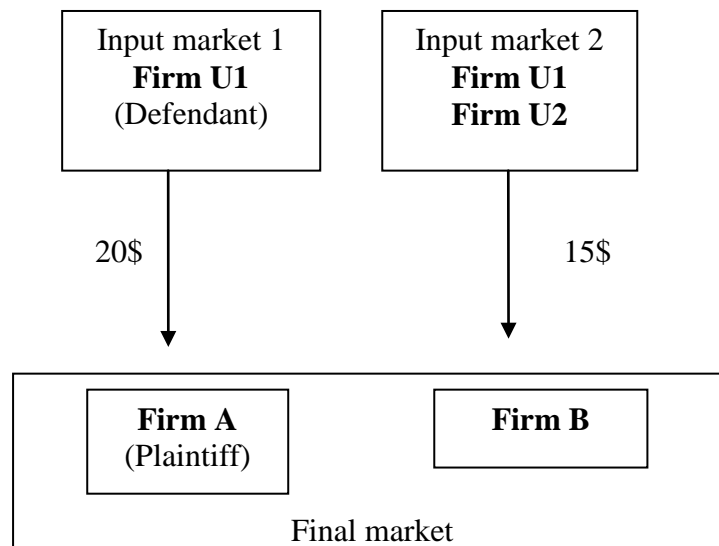 Input market 1
Firm U1
(Defendant)
Input market 2
Firm U1
Firm U2
20$
15$
Firm A
(Plaintiff)
Firm B
Final market